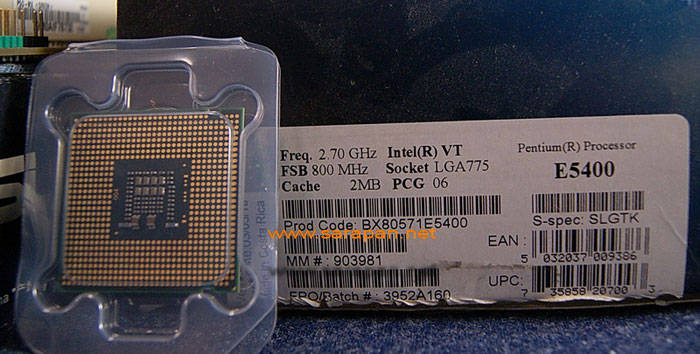 Freq. 2.70 GHz Intel(R) VT
FSB 800 MHz Socket LGA775
Cache 2MB PCG 06
Pentium(R) Processor
E5400
Prod Code: BX80571E5400
S-spec: SLGTK
www.sarapan.net
EAN:
5 032037 009386
MM #: 903981
UPC:
7 35858 20700
FPO/Batch #: 3952A160
Costa Rica